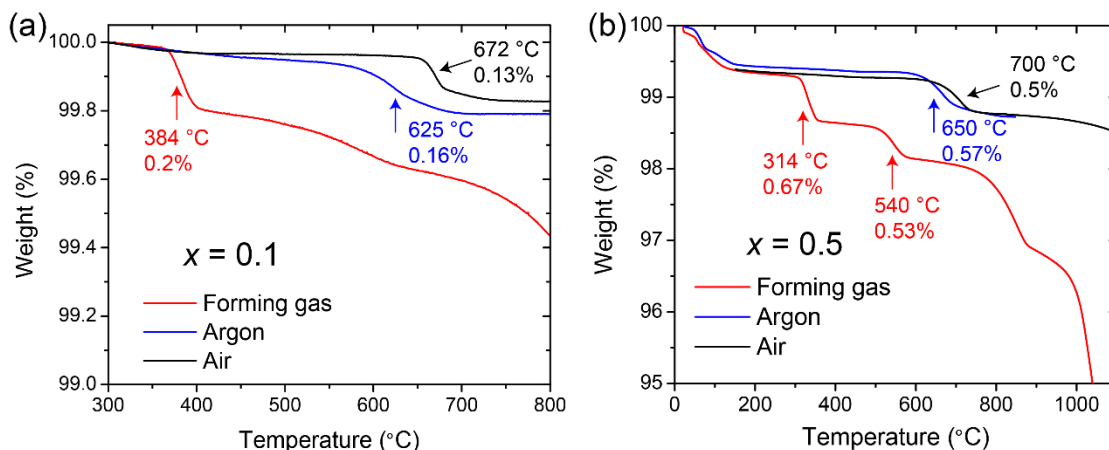 (a)
100.0
99.8
99.6
99.4
99.2
99.0
Weight (%)
672 °C
0.13%
384 °C
0.2%
625 °C
0.16%
x = 0.1
Forming gas
Argon
Air
300 400 500 600 700 800
Temperature (°C)
(b)
100
99
98
97
96
95
Weight (%)
700 °C
0.5%
650 °C
0.57%
314 °C
0.67%
540 °C
0.53%
x = 0.5
Forming gas
Argon
Air
0 200 400 600 800 1000
Temperature (°C)